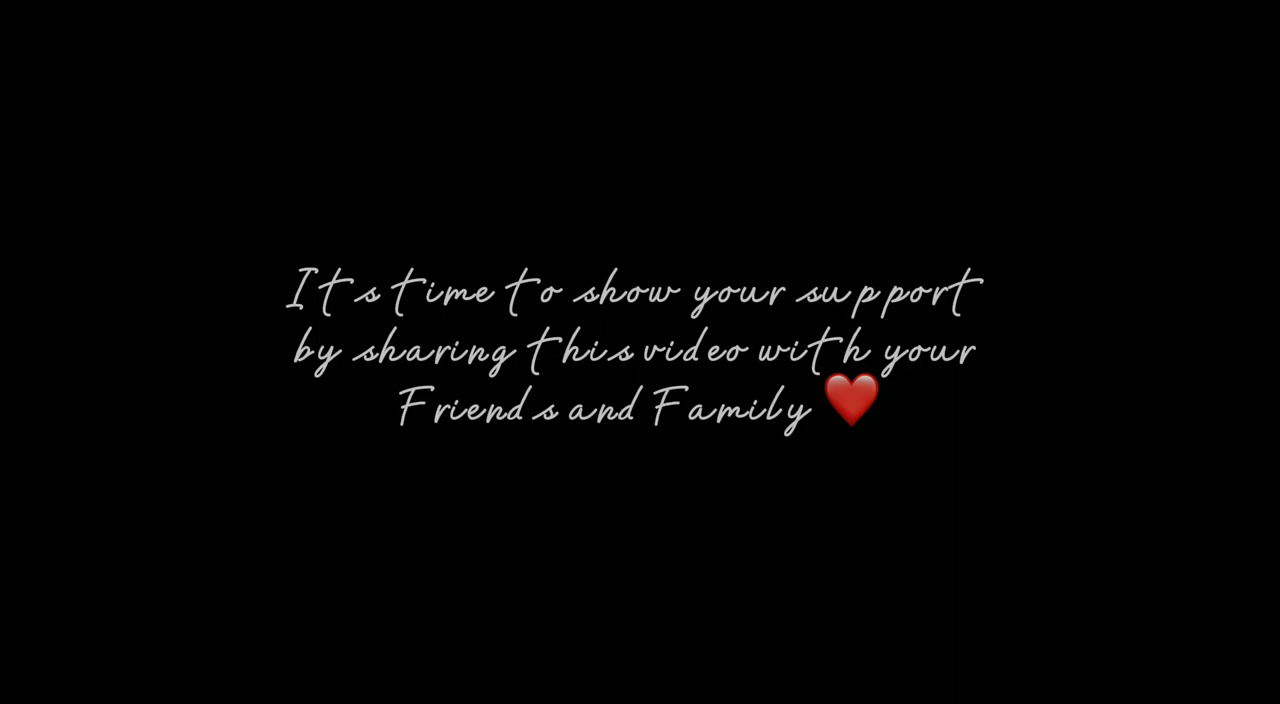 It s time to show your support
by sharing this video with your
Friends and Family ❤️